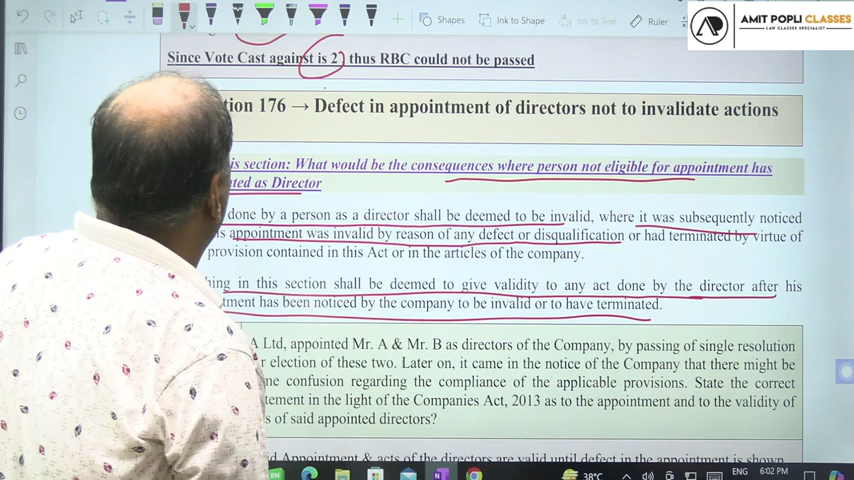 Shapes
Ink to Shape
Ink to Text
Ruler
AMIT POPLI CLASSES
LAW CLASSES SPECIALIST
Since Vote Cast against is 2) thus RBC could not be passed
tion 176 → Defect in appointment of directors not to invalidate actions
is section: What would be the consequences where person not eligible for appointment has
ted as Director
done by a person as a director shall be deemed to be invalid, where it was subsequently noticed
s appointment was invalid by reason of any defect or disqualification or had terminated by virtue of
provision contained in this Act or in the articles of the company.
ing in this section shall be deemed to give validity to any act done by the director after his
tment has been noticed by the company to be invalid or to have terminated.
A Ltd, appointed Mr. A & Mr. B as directors of the Company, by passing of single resolution
r election of these two. Later on, it came in the notice of the Company that there might be
me confusion regarding the compliance of the applicable provisions. State the correct
tement in the light of the Companies Act, 2013 as to the appointment and to the validity of
s of said appointed directors?
id Appointment & acts of the directors are valid until defect in the appointment is shown
EN
38°C
ENG
6:02 PM